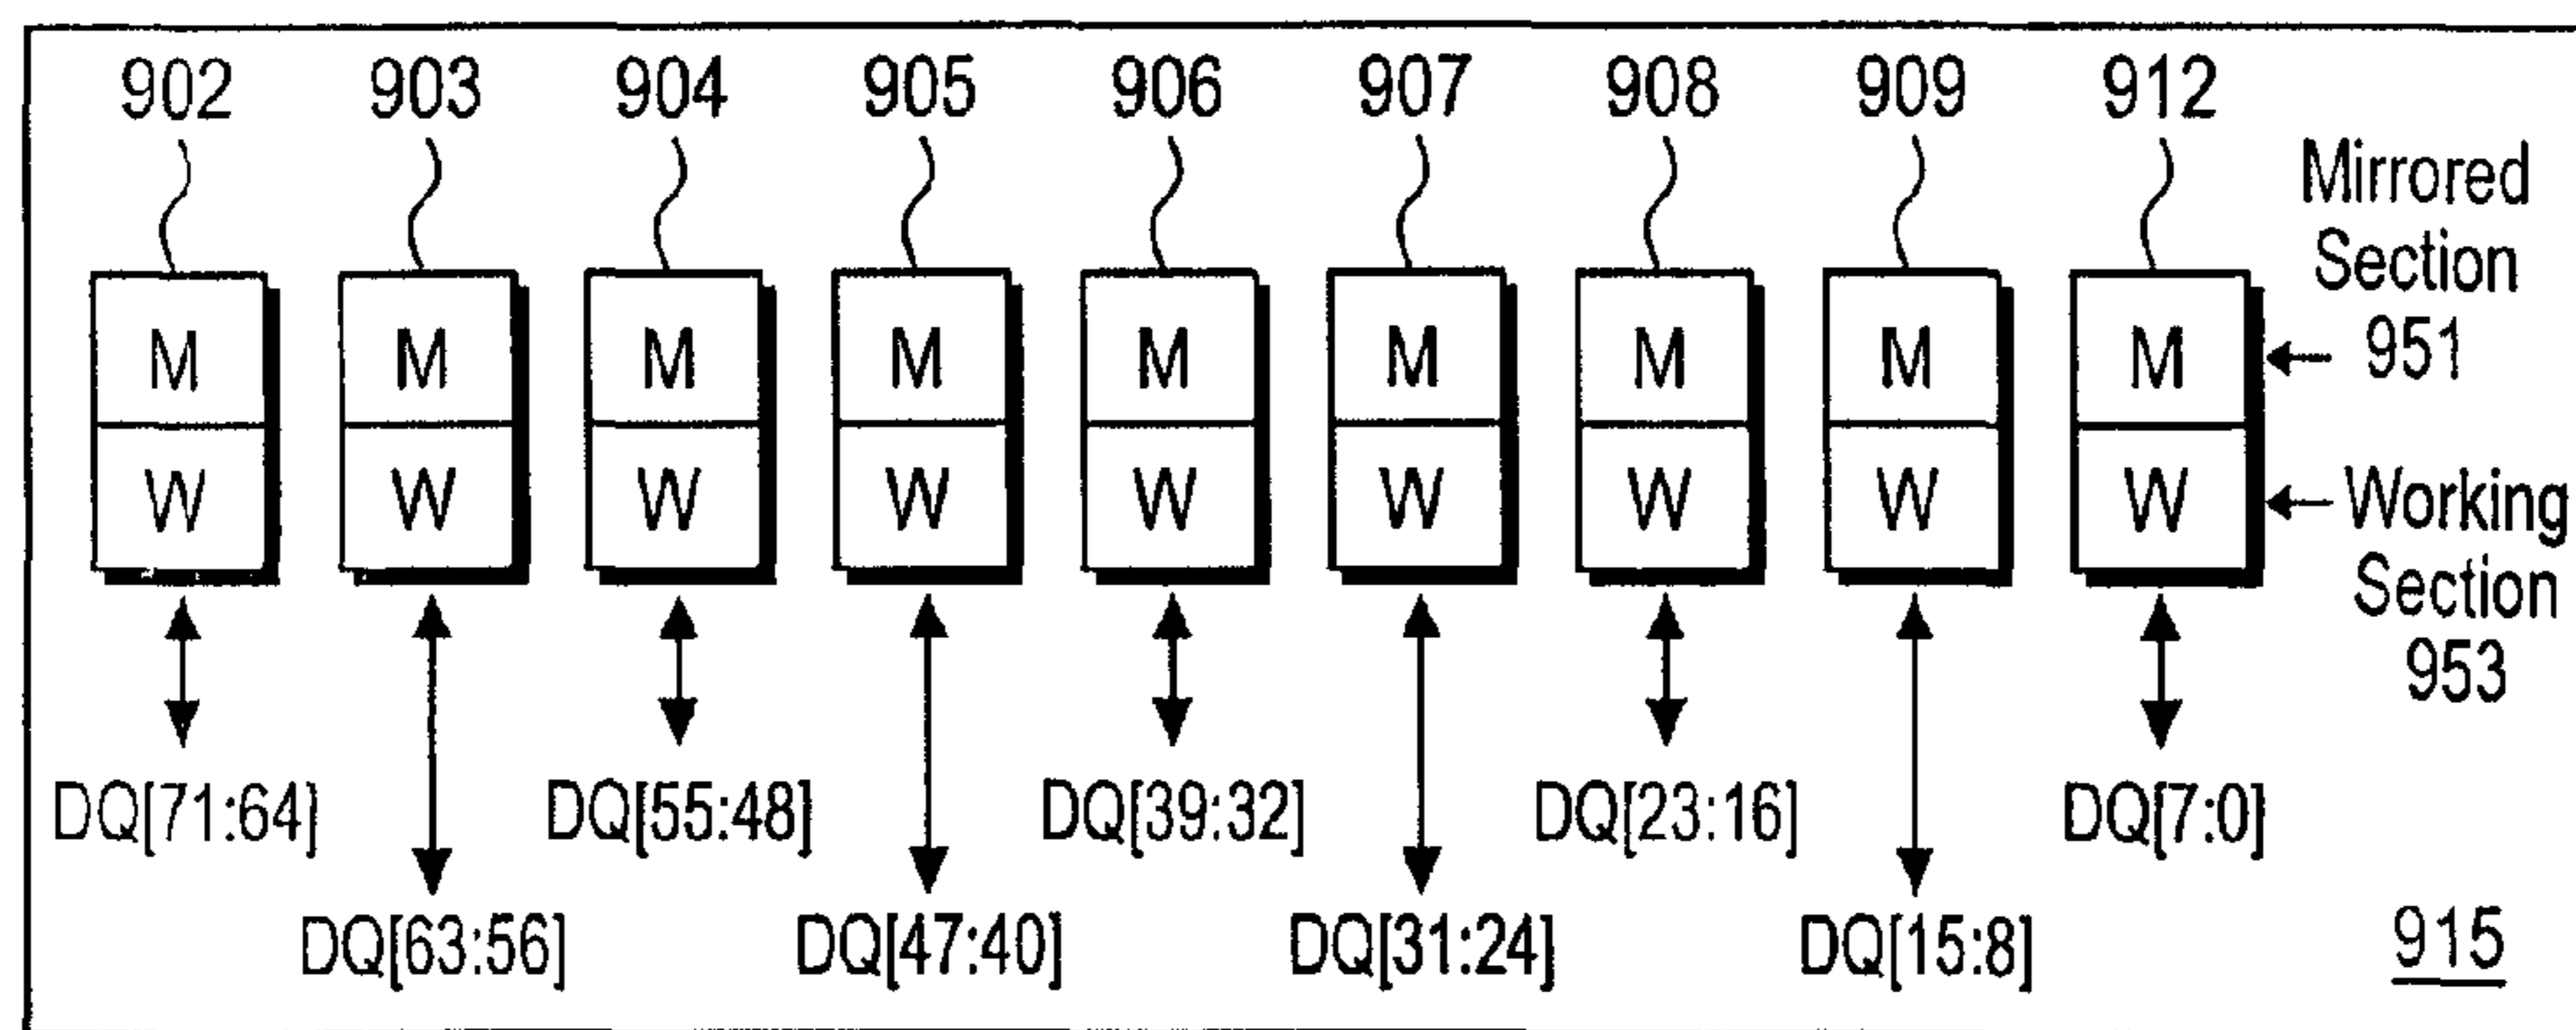 902 903 904 905 906 907 908 909 912
Mirrored
Section
951
M M M M M M M M M
W W W W W W W W W
Working
Section
953
DQ[71:64] DQ[55:48] DQ[39:32] DQ[23:16] DQ[7:0]
DQ[63:56] DQ[47:40] DQ[31:24] DQ[15:8]
915